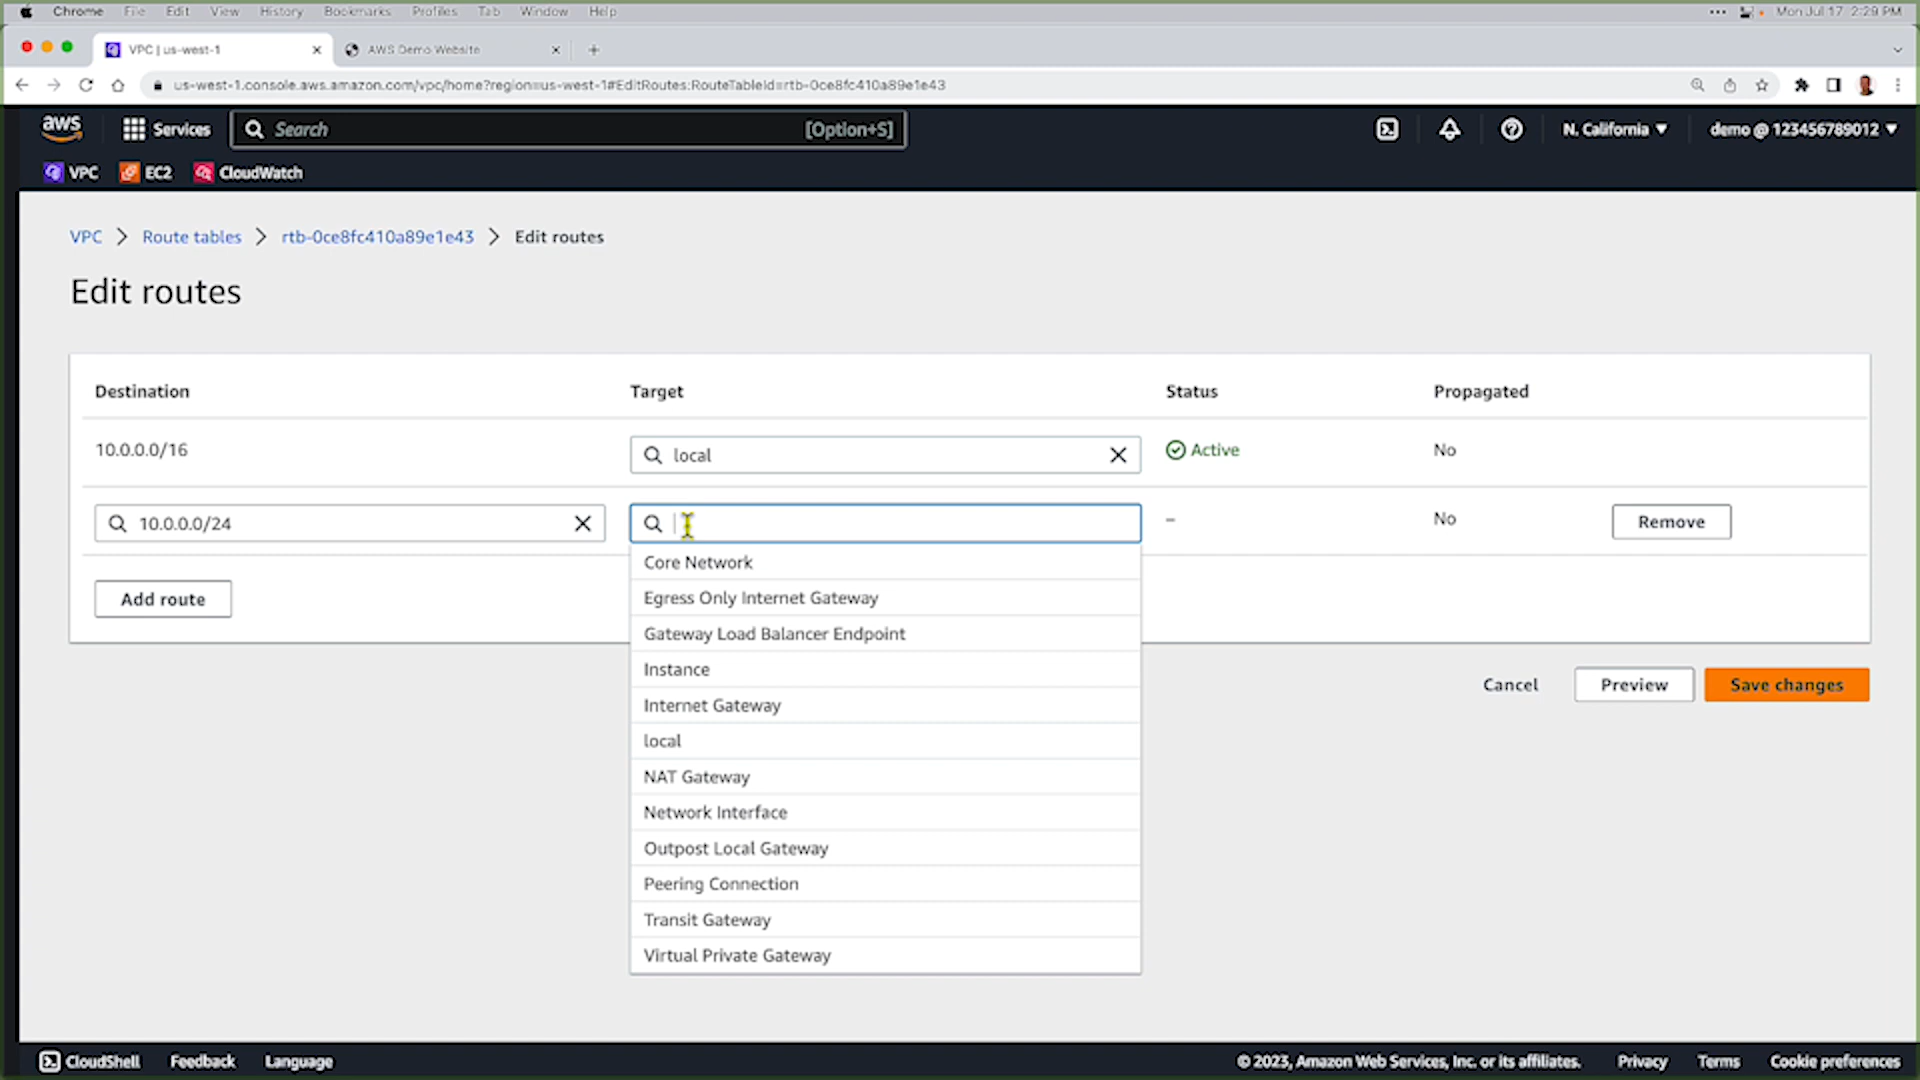 Chrome File Edit View History Bookmarks Profiles Tab Window Help Mon Jul 17 2:29 PM
VPC | us-west-1 AWS Demo Website
us-west-1.console.aws.amazon.com/vpc/home?region=us-west-1#EditRoutes:RouteTableId=rtb-0ce8fc410a89e1e43
aws Services Search [Option+S] N. California demo @ 123456789012
VPC EC2 CloudWatch
VPC > Route tables > rtb-0ce8fc410a89e1e43 > Edit routes
Edit routes
Destination Target Status Propagated
10.0.0.0/16 local Active No
10.0.0.0/24 – No Remove
Core Network
Egress Only Internet Gateway
Add route
Gateway Load Balancer Endpoint
Instance
Cancel Preview Save changes
Internet Gateway
local
NAT Gateway
Network Interface
Outpost Local Gateway
Peering Connection
Transit Gateway
Virtual Private Gateway
CloudShell Feedback Language © 2023, Amazon Web Services, Inc. or its affiliates. Privacy Terms Cookie preferences